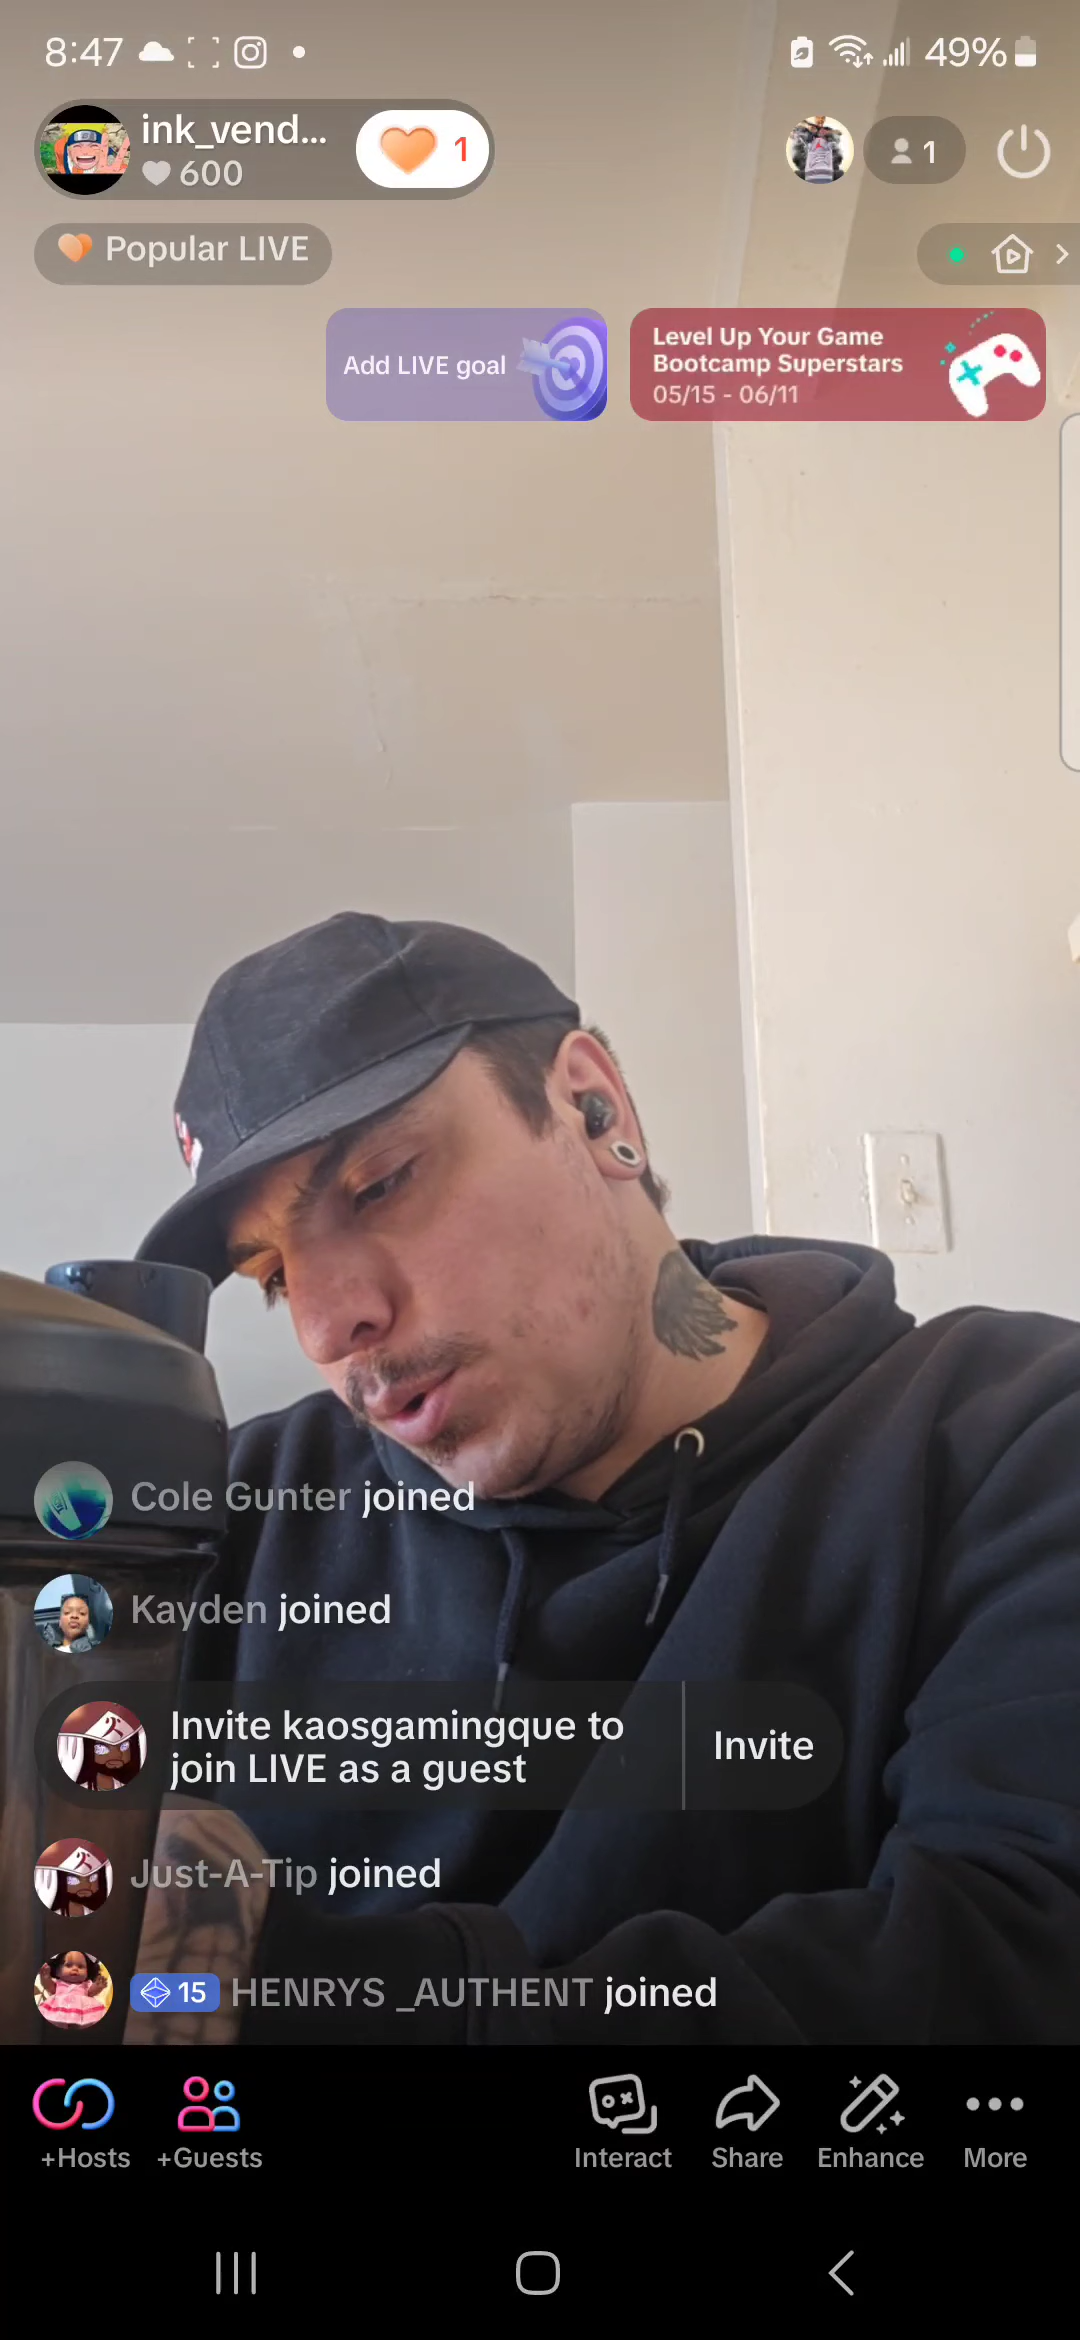 8:47
49%
ink_vend...
600
1
1
Popular LIVE
Add LIVE goal
Level Up Your Game
Bootcamp Superstars
05/15 - 06/11
Cole Gunter joined
Kayden joined
Invite kaosgamingque to
join LIVE as a guest
Invite
Just-A-Tip joined
15 HENRYS _AUTHENT joined
+Hosts
+Guests
Interact
Share
Enhance
More